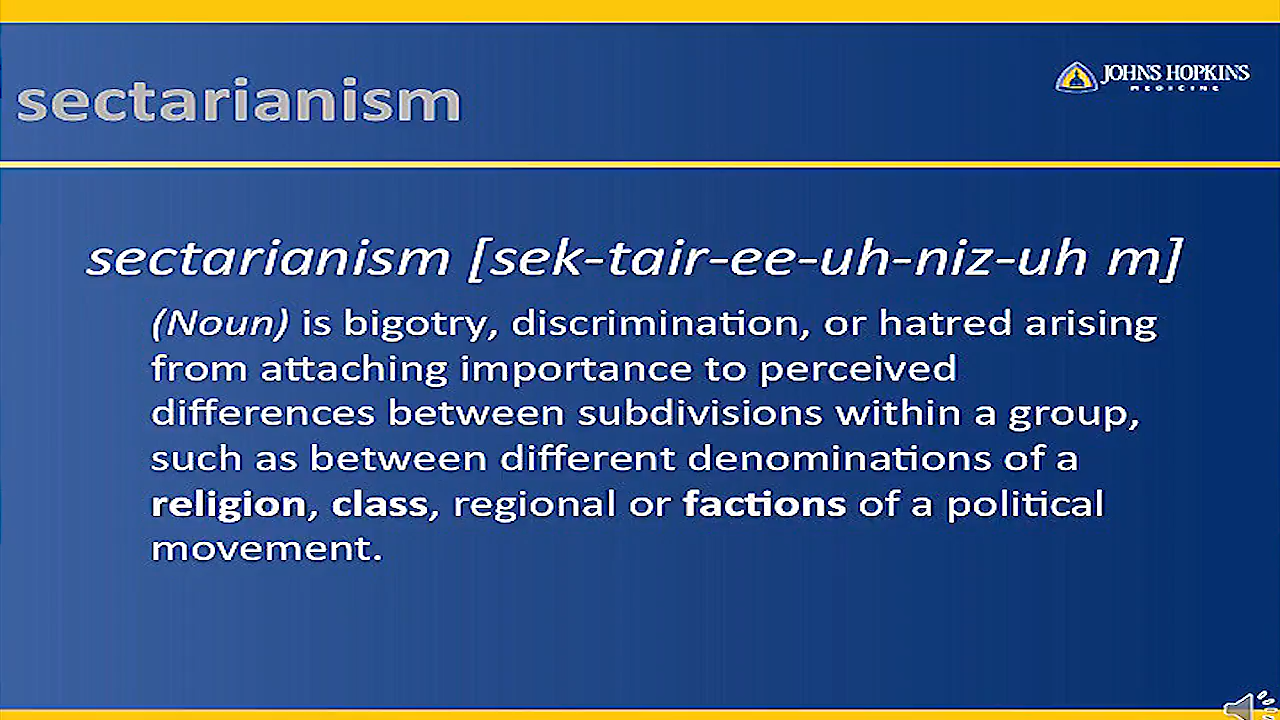 sectarianism
JOHNS HOPKINS
MEDICINE
sectarianism [sek-tair-ee-uh-niz-uh m]
(Noun) is bigotry, discrimination, or hatred arising
from attaching importance to perceived
differences between subdivisions within a group,
such as between different denominations of a
religion, class, regional or factions of a political
movement.